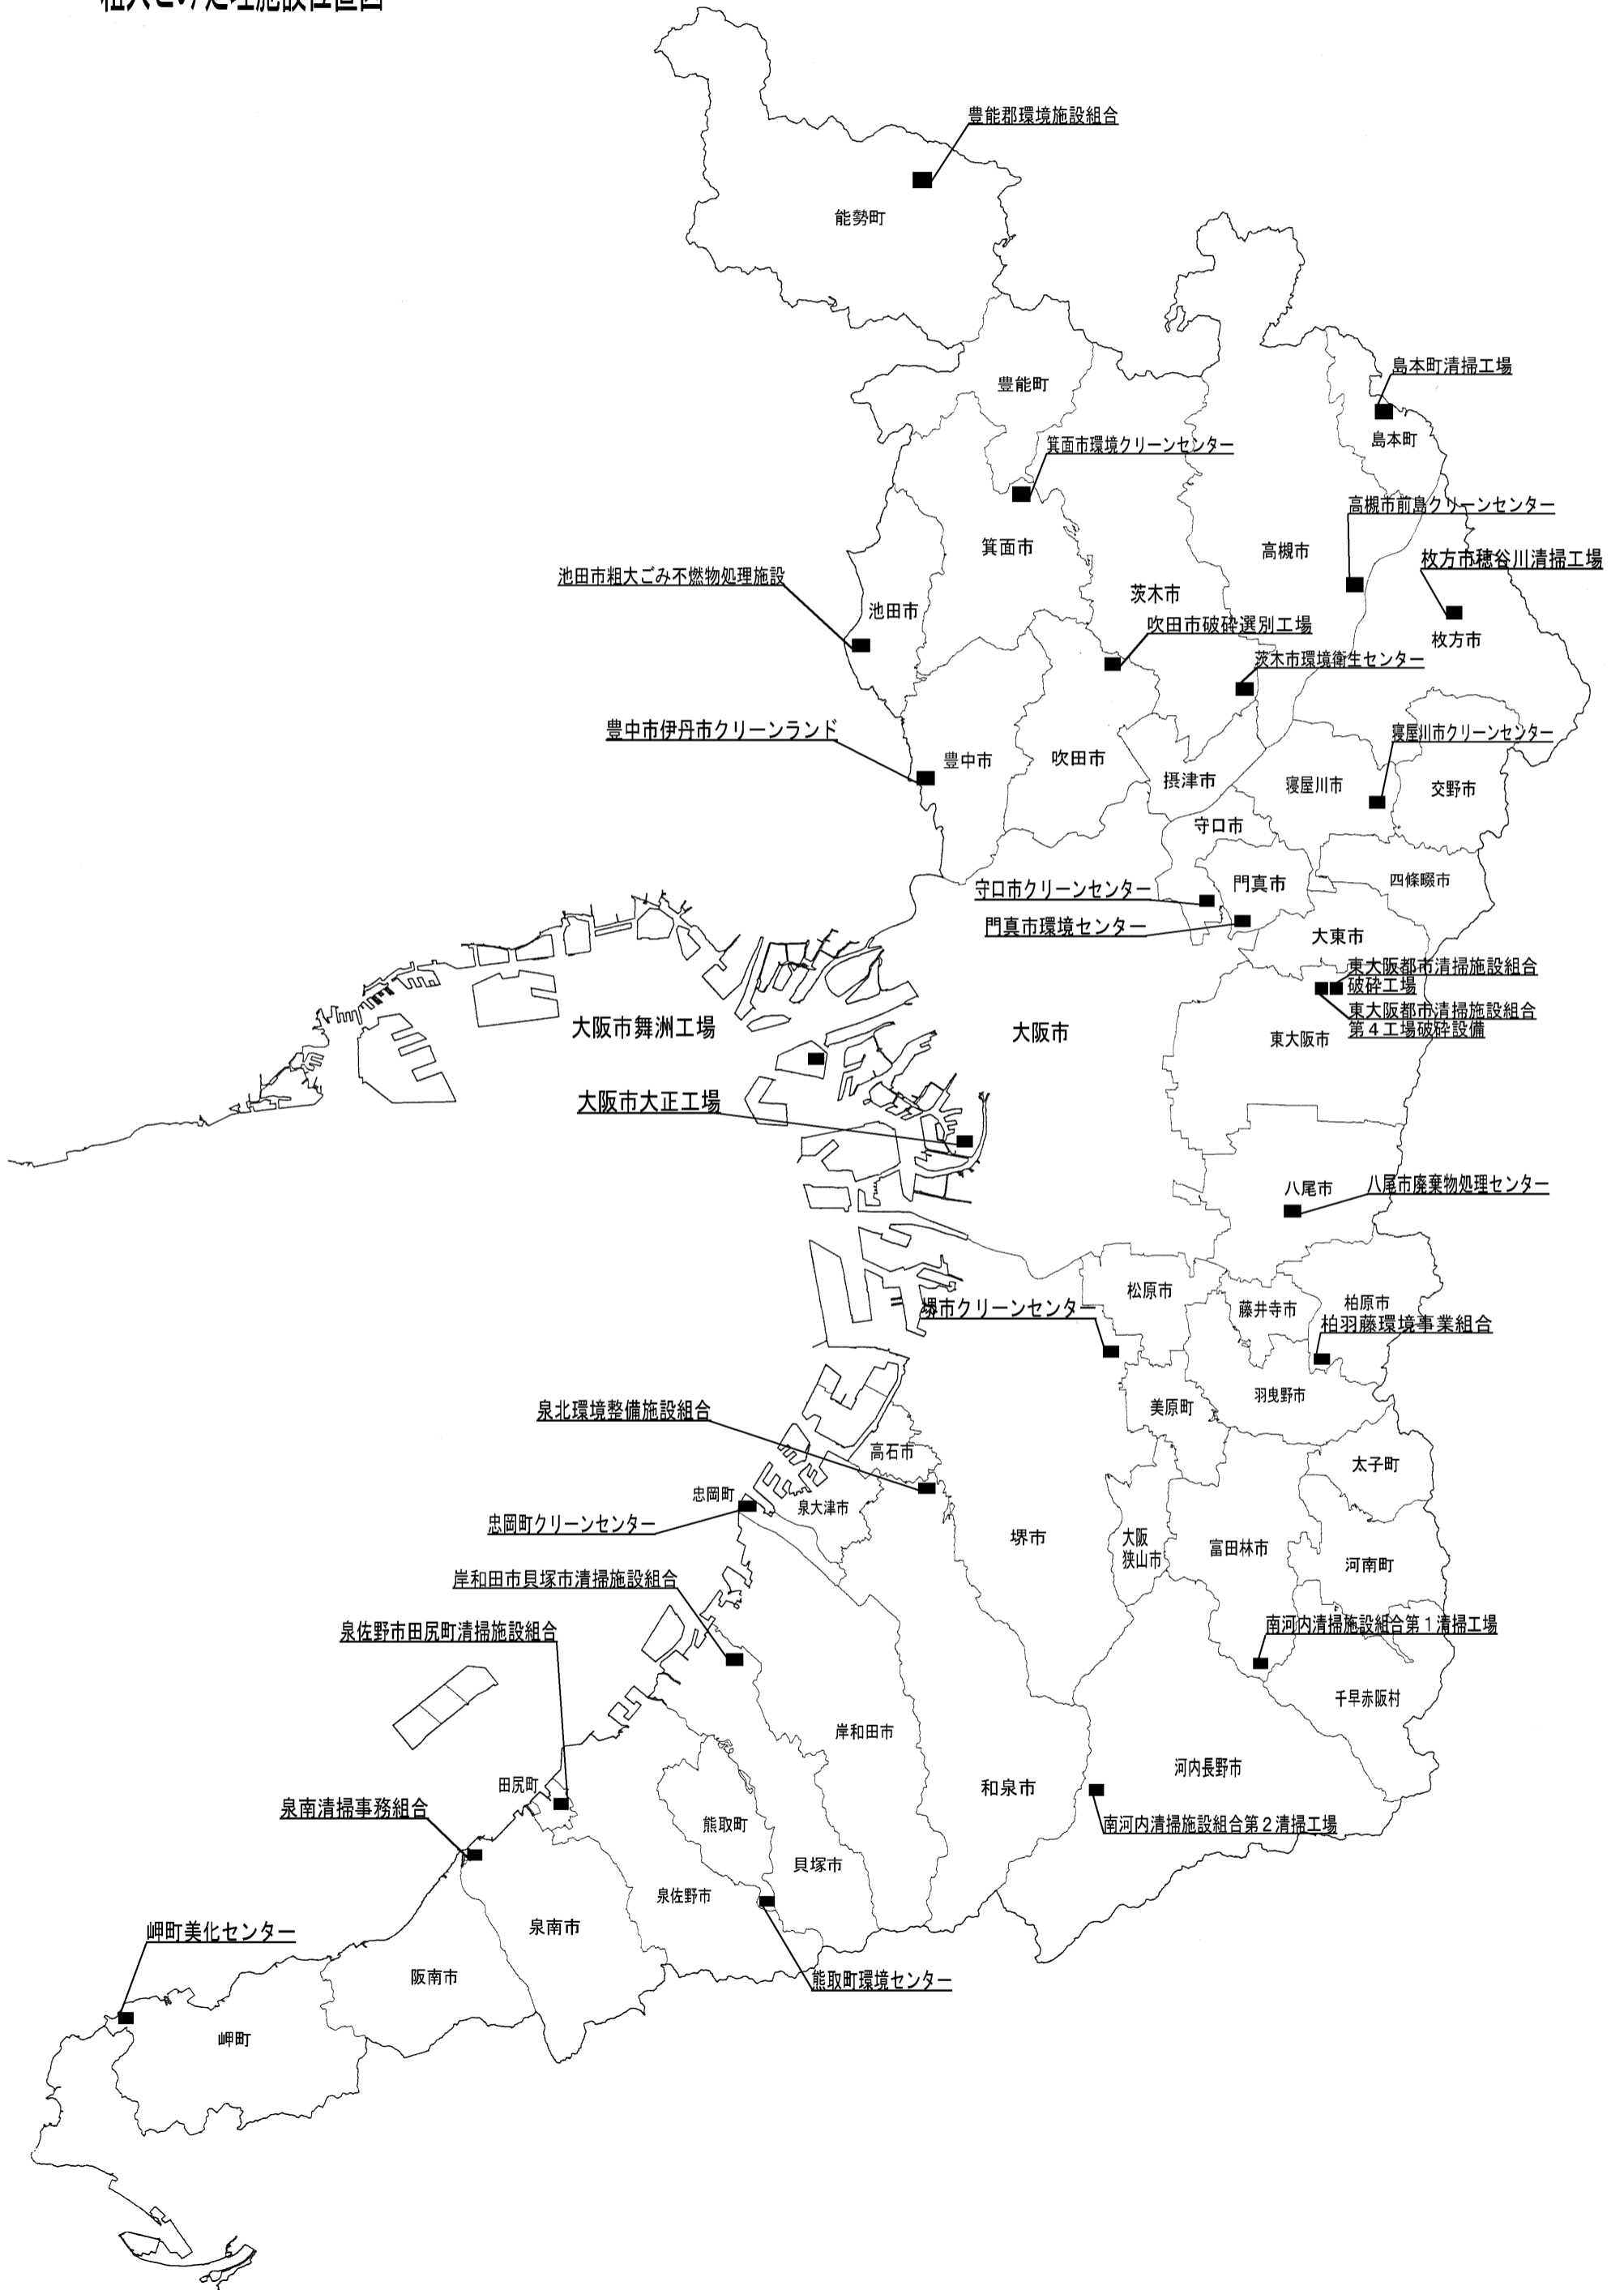 粗大ごみ処理施設位置図
豊能郡環境施設組合
能勢町
島本町清掃工場
豊能町
島本町
箕面市環境クリーンセンター
高槻市前島クリーンセンター
箕面市
高槻市
枚方市穂谷川清掃工場
池田市粗大ごみ不燃物処理施設
茨木市
池田市
吹田市破砕選別工場
枚方市
茨木市環境衛生センター
豊中市伊丹市クリーンランド
寝屋川市クリーンセンター
豊中市
吹田市
摂津市
寝屋川市
交野市
守口市
守口市クリーンセンター
門真市
四條畷市
門真市環境センター
大東市
東大阪都市清掃施設組合
破砕工場
東大阪都市清掃施設組合
第４工場破砕設備
大阪市舞洲工場
大阪市
東大阪市
大阪市大正工場
八尾市
八尾市廃棄物処理センター
松原市
藤井寺市
柏原市
堺市クリーンセンター
柏羽藤環境事業組合
羽曳野市
美原町
泉北環境整備施設組合
高石市
太子町
忠岡町
泉大津市
忠岡町クリーンセンター
堺市
大阪
狭山市
富田林市
河南町
岸和田市貝塚市清掃施設組合
泉佐野市田尻町清掃施設組合
南河内清掃施設組合第１清掃工場
千早赤阪村
岸和田市
河内長野市
田尻町
和泉市
泉南清掃事務組合
熊取町
南河内清掃施設組合第２清掃工場
貝塚市
泉佐野市
岬町美化センター
泉南市
阪南市
熊取町環境センター
岬町